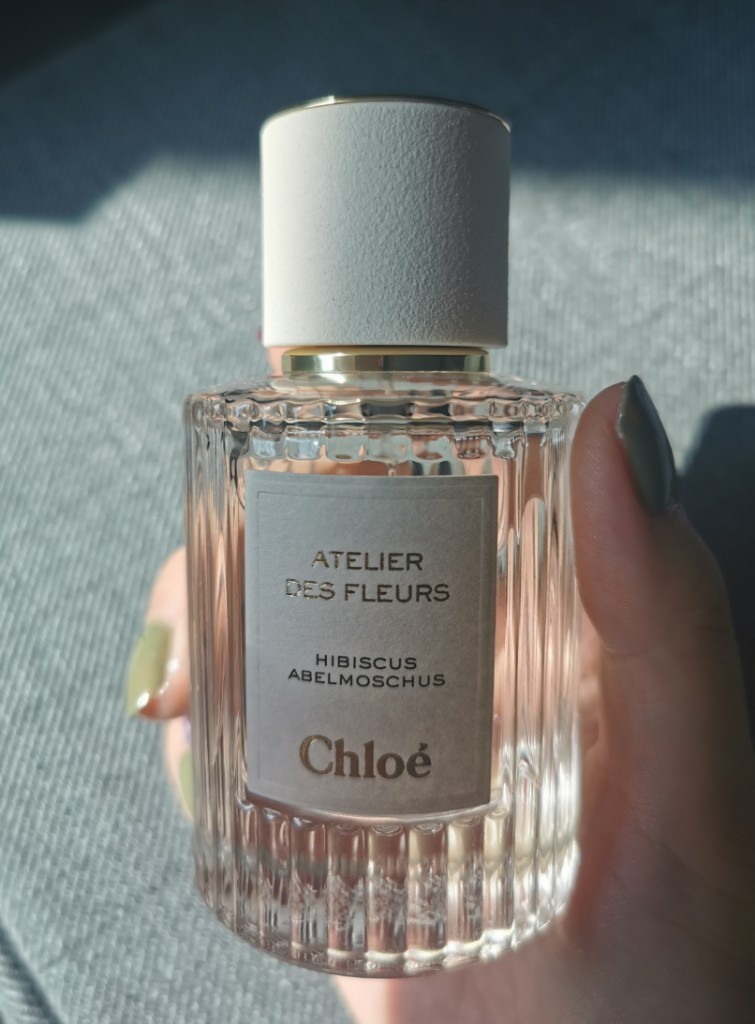 ATELIER
DES FLEURS
HIBISCUS
ABELMOSCHUS
Chloé